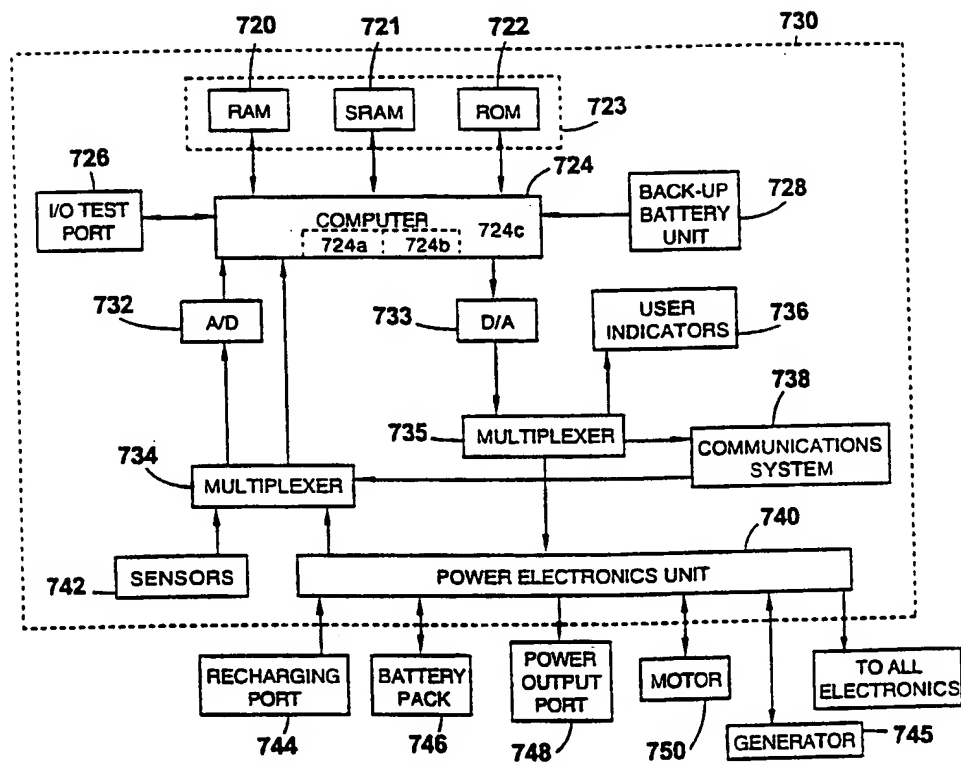 720
721
722
730
RAM
SRAM
ROM
723
726
724
I/O TEST
PORT
COMPUTER
724a
724b
724c
BACK-UP
BATTERY
UNIT
728
732
A/D
733
D/A
USER
INDICATORS
736
738
735
MULTIPLEXER
COMMUNICATIONS
SYSTEM
734
MULTIPLEXER
740
742
SENSORS
POWER ELECTRONICS UNIT
RECHARGING
PORT
744
BATTERY
PACK
746
POWER
OUTPUT
PORT
748
MOTOR
750
TO ALL
ELECTRONICS
GENERATOR
745